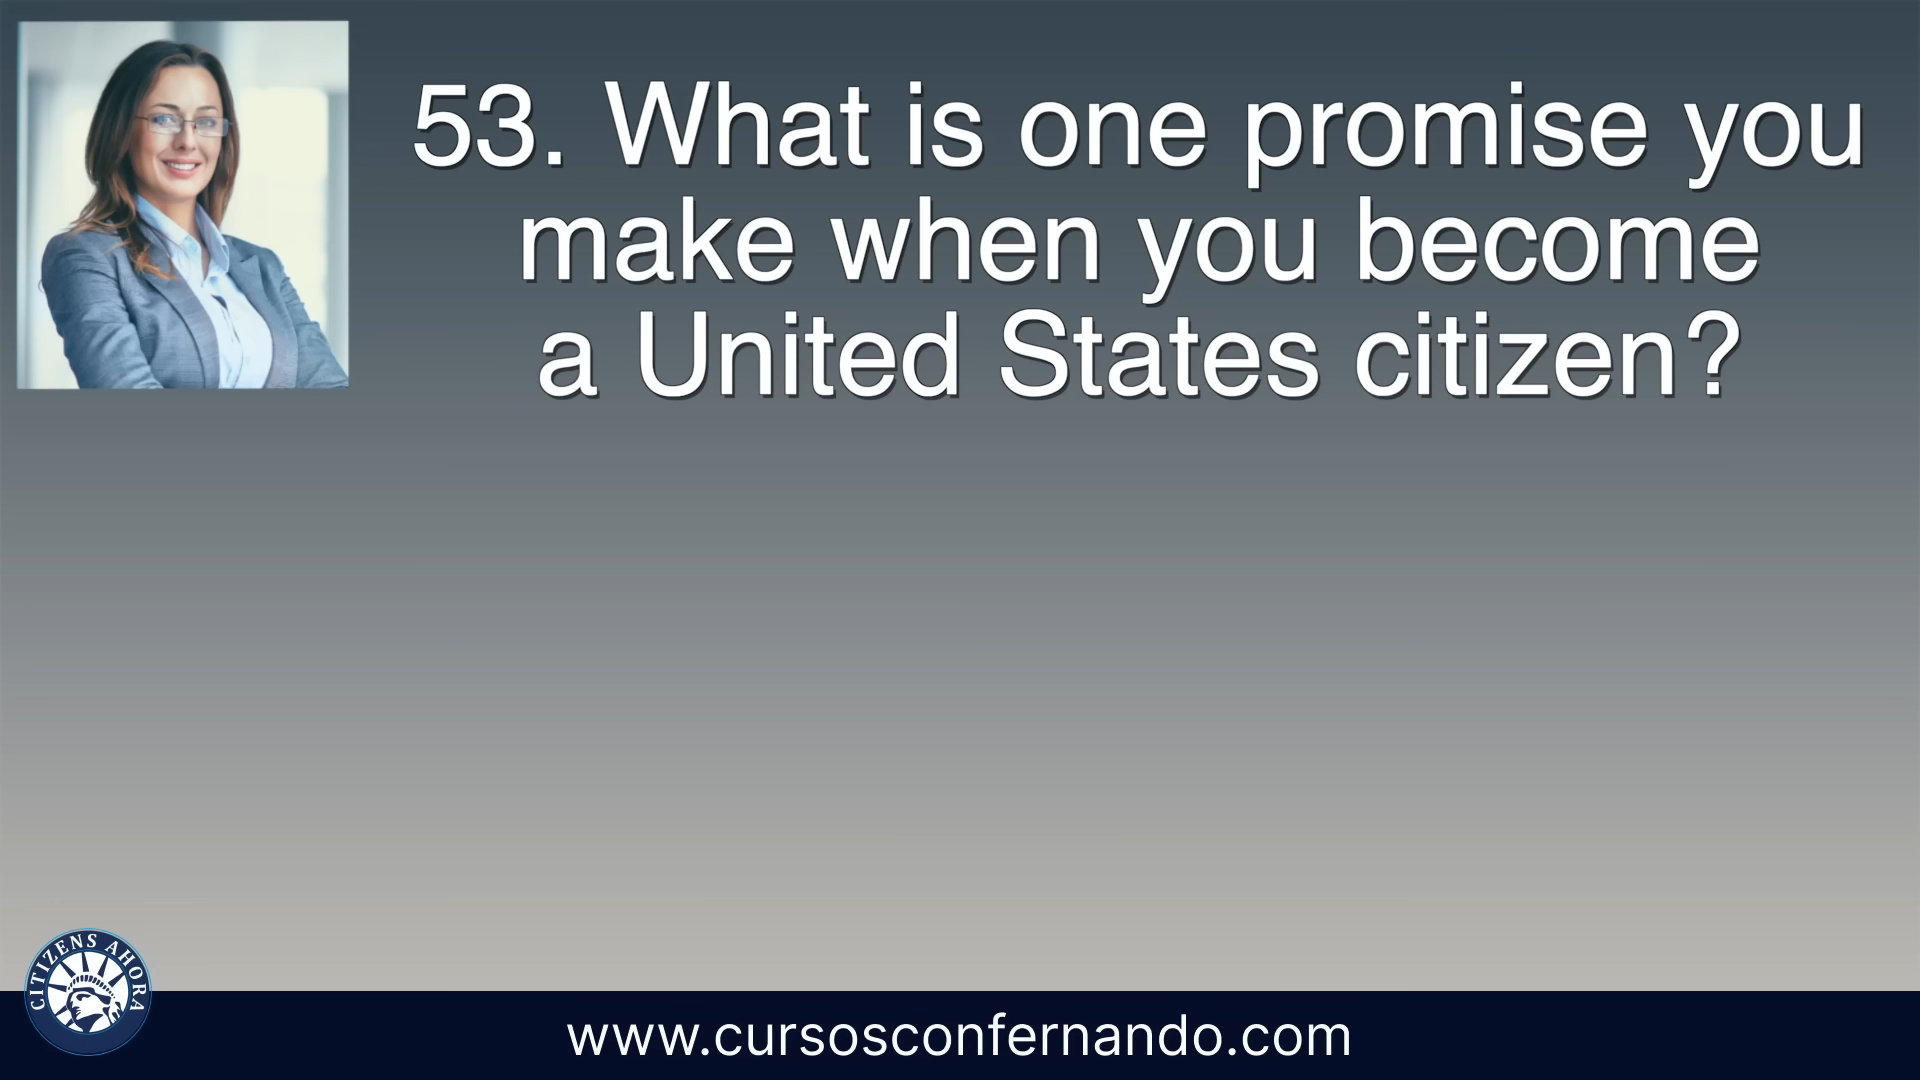 53. What is one promise you
make when you become
a United States citizen?
CITIZENS AHORA
www.cursosconfernando.com